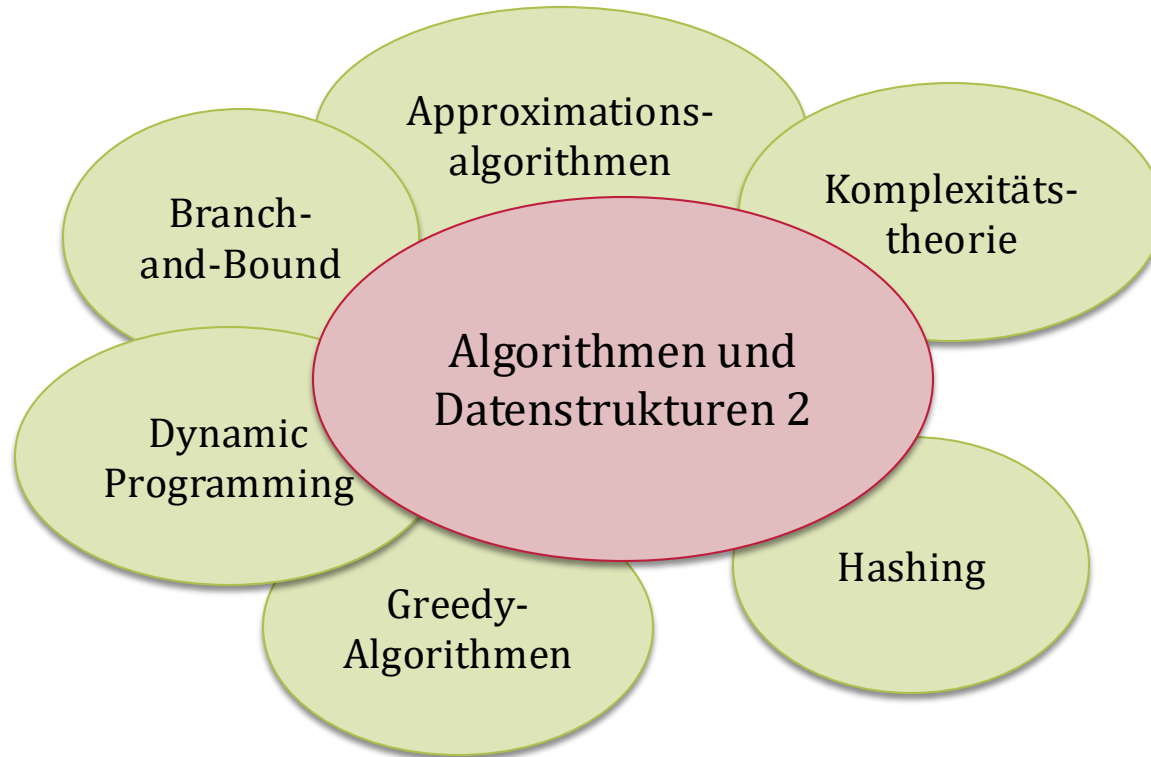 Approximations-
algorithmen
Komplexitäts-
theorie
Branch-
and-Bound
Algorithmen und
Datenstrukturen 2
Dynamic
Programming
Hashing
Greedy-
Algorithmen